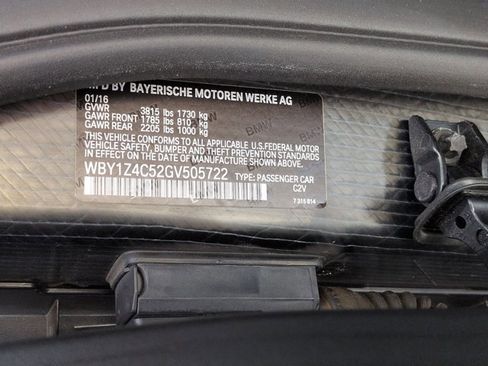 MFD BY BAYERISCHE MOTOREN WERKE AG
01/16
GVWR 3815 lbs 1730 kg
GAWR FRONT 1785 lbs 810 kg
GAWR REAR 2205 lbs 1000 kg
THIS VEHICLE CONFORMS TO ALL APPLICABLE U.S.FEDERAL MOTOR
VEHICLE SAFETY, BUMPER AND THEFT PREVENTION STANDARDS
IN EFFECT ON THE DATE OF MANUFACTURE SHOWN ABOVE.
WBY1Z4C52GV505722 TYPE: PASSENGER CAR
C2V
7 315 014